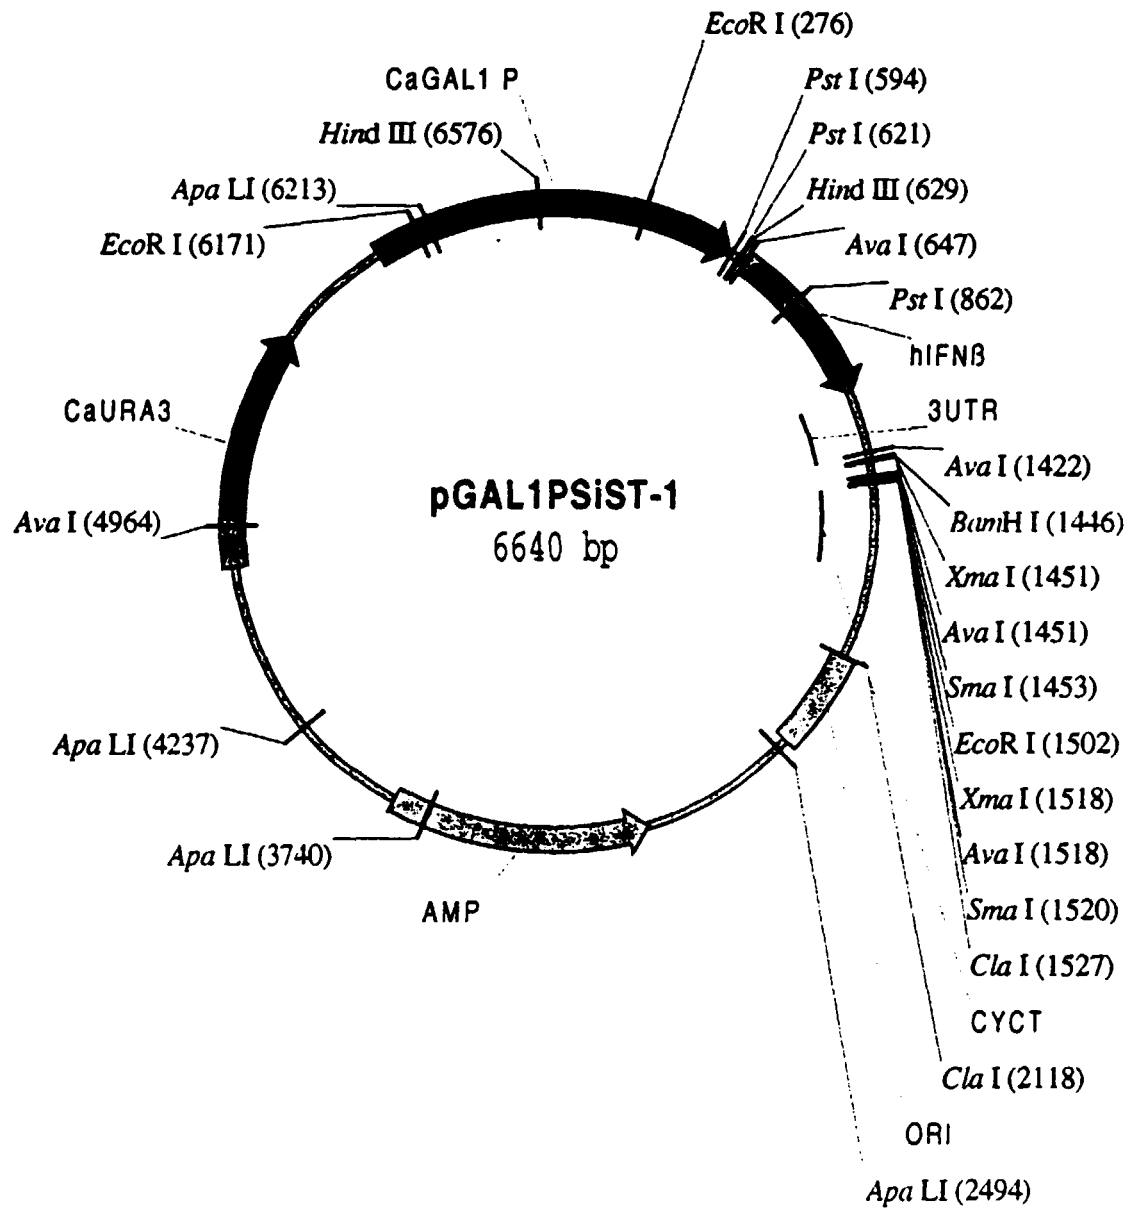 EcoR I (276)
CaGAL1 P
Pst I (594)
Hind III (6576)
Pst I (621)
Apa LI (6213)
Hind III (629)
EcoR I (6171)
Ava I (647)
Pst I (862)
hIFNß
CaURA3
3UTR
Ava I (1422)
pGAL1PSiST-1
Ava I (4964)
BamH I (1446)
6640 bp
Xma I (1451)
Ava I (1451)
Sma I (1453)
Apa LI (4237)
EcoR I (1502)
Xma I (1518)
Apa LI (3740)
Ava I (1518)
AMP
Sma I (1520)
Cla I (1527)
CYCT
Cla I (2118)
ORI
Apa LI (2494)